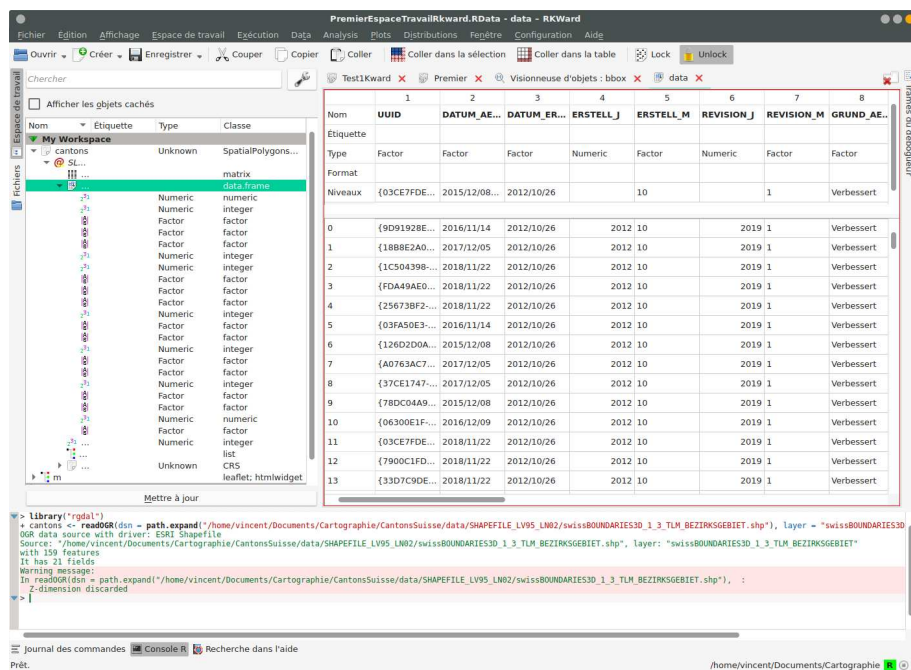 PremierEspaceTravailRkward.RData - data – RKWard
Fichier Edition Affichage Espace de travail Exécution Data Analysis Plots Distributions Fenêtre Configuration Aide
Ouvrir Créer Enregistrer Couper Copier Coller Coller dans la sélection Coller dans la table Lock Unlock
Espace de travail
Fichiers
Chercher
Afficher les objets cachés
Nom Étiquette Type Classe
My Workspace
cantons Unknown SpatialPolygons...
SL...
... matrix
... data.frame
Numeric numeric
Numeric integer
Factor factor
Factor factor
Factor factor
Numeric integer
Numeric integer
Factor factor
Factor factor
Factor factor
Numeric integer
Factor factor
Factor factor
Numeric integer
Factor factor
Factor factor
Numeric integer
Factor factor
Factor factor
Numeric numeric
Factor factor
... Numeric integer
... list
... Unknown CRS
m leaflet; htmlwidget
Mettre à jour
Test1Kward Premier Visionneuse d'objets : bbox data
1 2 3 4 5 6 7 8
Nom UUID DATUM_AE... DATUM_ER... ERSTELL_J ERSTELL_M REVISION_J REVISION_M GRUND_AE...
Étiquette
Type Factor Factor Factor Numeric Factor Numeric Factor Factor
Format
Niveaux {03CE7FDE... 2015/12/08... 2012/10/26 10 1 Verbessert
0 {9D91928E... 2016/11/14 2012/10/26 2012 10 2019 1 Verbessert
1 {18B8E2A0... 2017/12/05 2012/10/26 2012 10 2019 1 Verbessert
2 {1C504398-... 2018/11/22 2012/10/26 2012 10 2019 1 Verbessert
3 {FDA49AE0... 2018/11/22 2012/10/26 2012 10 2019 1 Verbessert
4 {25673BF2-... 2018/11/22 2012/10/26 2012 10 2019 1 Verbessert
5 {03FA50E3-... 2016/11/14 2012/10/26 2012 10 2019 1 Verbessert
6 {126D2D0A... 2015/12/08 2012/10/26 2012 10 2019 1 Verbessert
7 {A0763AC7... 2017/12/05 2012/10/26 2012 10 2019 1 Verbessert
8 {37CE1747-... 2017/12/05 2012/10/26 2012 10 2019 1 Verbessert
9 {78DC04A9... 2015/12/08 2012/10/26 2012 10 2019 1 Verbessert
10 {06300E1F-... 2016/12/09 2012/10/26 2012 10 2019 1 Verbessert
11 {03CE7FDE... 2018/11/22 2012/10/26 2012 10 2019 1 Verbessert
12 {7900C1FD... 2018/11/22 2012/10/26 2012 10 2019 1 Verbessert
13 {33D7C9DE... 2018/11/22 2012/10/26 2012 10 2019 1 Verbessert
Trames du débogueur
> library("rgdal")
+ cantons <- readOGR(dsn = path.expand("/home/vincent/Documents/Cartographie/CantonsSuisse/data/SHAPEFILE_LV95_LN02/swissBOUNDARIES3D_1_3_TLM_BEZIRKSGEBIET.shp"), layer = "swissBOUNDARIES3D
OGR data source with driver: ESRI Shapefile
Source: "/home/vincent/Documents/Cartographie/CantonsSuisse/data/SHAPEFILE_LV95_LN02/swissBOUNDARIES3D_1_3_TLM_BEZIRKSGEBIET.shp", layer: "swissBOUNDARIES3D_1_3_TLM_BEZIRKSGEBIET"
with 159 features
It has 21 fields
Warning message:
In readOGR(dsn = path.expand("/home/vincent/Documents/Cartographie/CantonsSuisse/data/SHAPEFILE_LV95_LN02/swissBOUNDARIES3D_1_3_TLM_BEZIRKSGEBIET.shp"), :
Z-dimension discarded
>
Journal des commandes Console R Recherche dans l'aide
Prêt. /home/vincent/Documents/Cartographie R